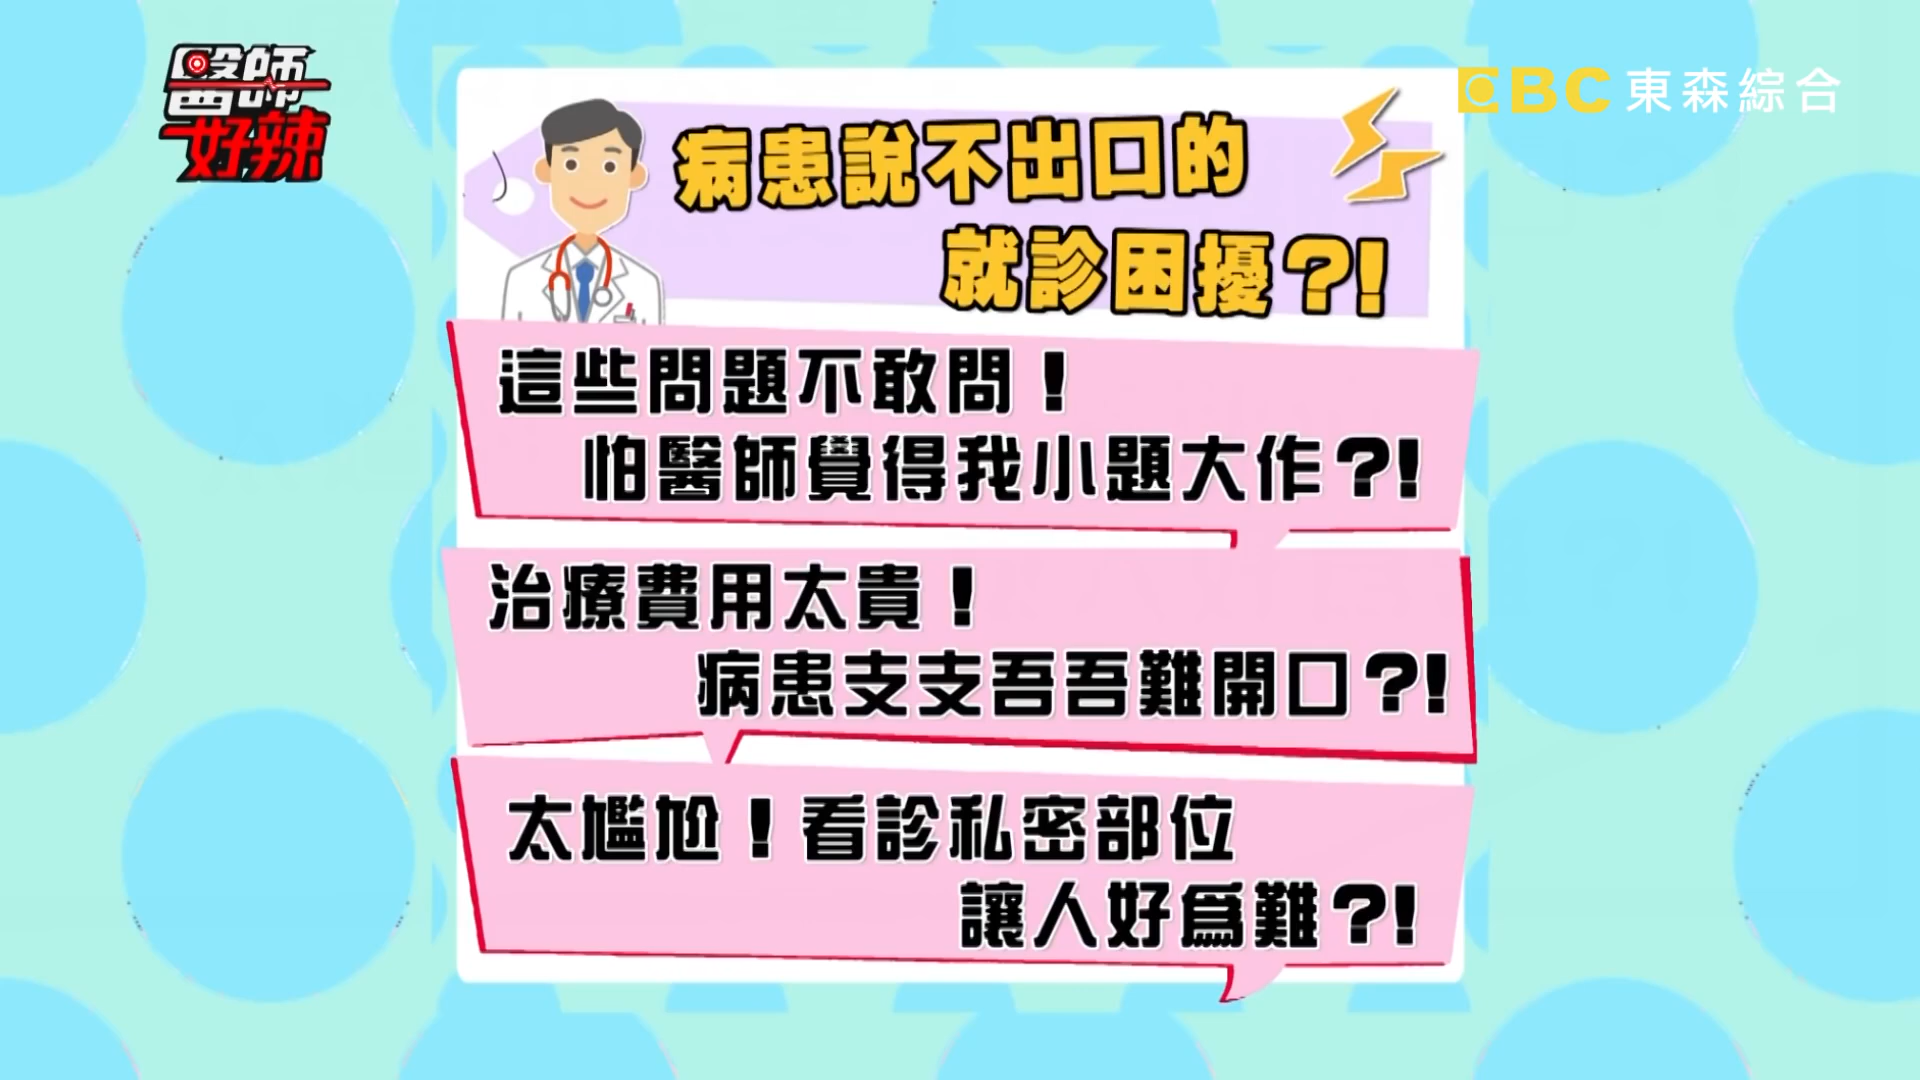 醫師好辣
EBC 東森綜合
病患說不出口的
就診困擾?!
這些問題不敢問!
怕醫師覺得我小題大作?!
治療費用太貴!
病患支支吾吾難開口?!
太尷尬!看診私密部位
讓人好為難?!